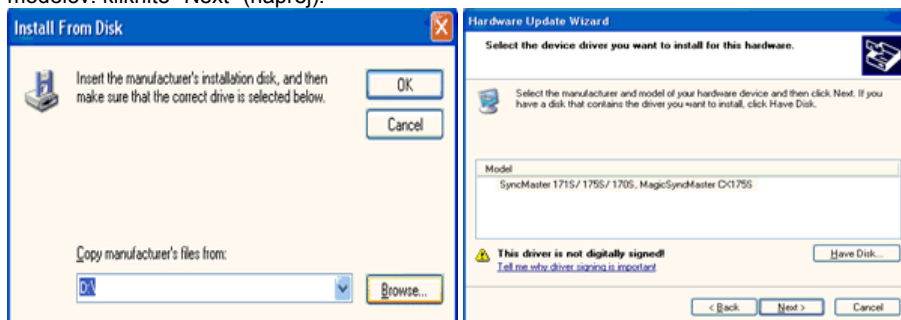 modelov. kliknite "Next" (naprej).
Install From Disk
Insert the manufacturer's installation disk, and then
make sure that the correct drive is selected below.
OK
Cancel
Copy manufacturer's files from:
D:\
Browse...
Hardware Update Wizard
Select the device driver you want to install for this hardware.
Select the manufacturer and model of your hardware device and then click Next. If you
have a disk that contains the driver you want to install, click Have Disk.
Model
SyncMaster 171S/ 175S/ 170S, MagicSyncMaster CX175S
This driver is not digitally signed!
Tell me why driver signing is important
Have Disk...
< Back
Next >
Cancel